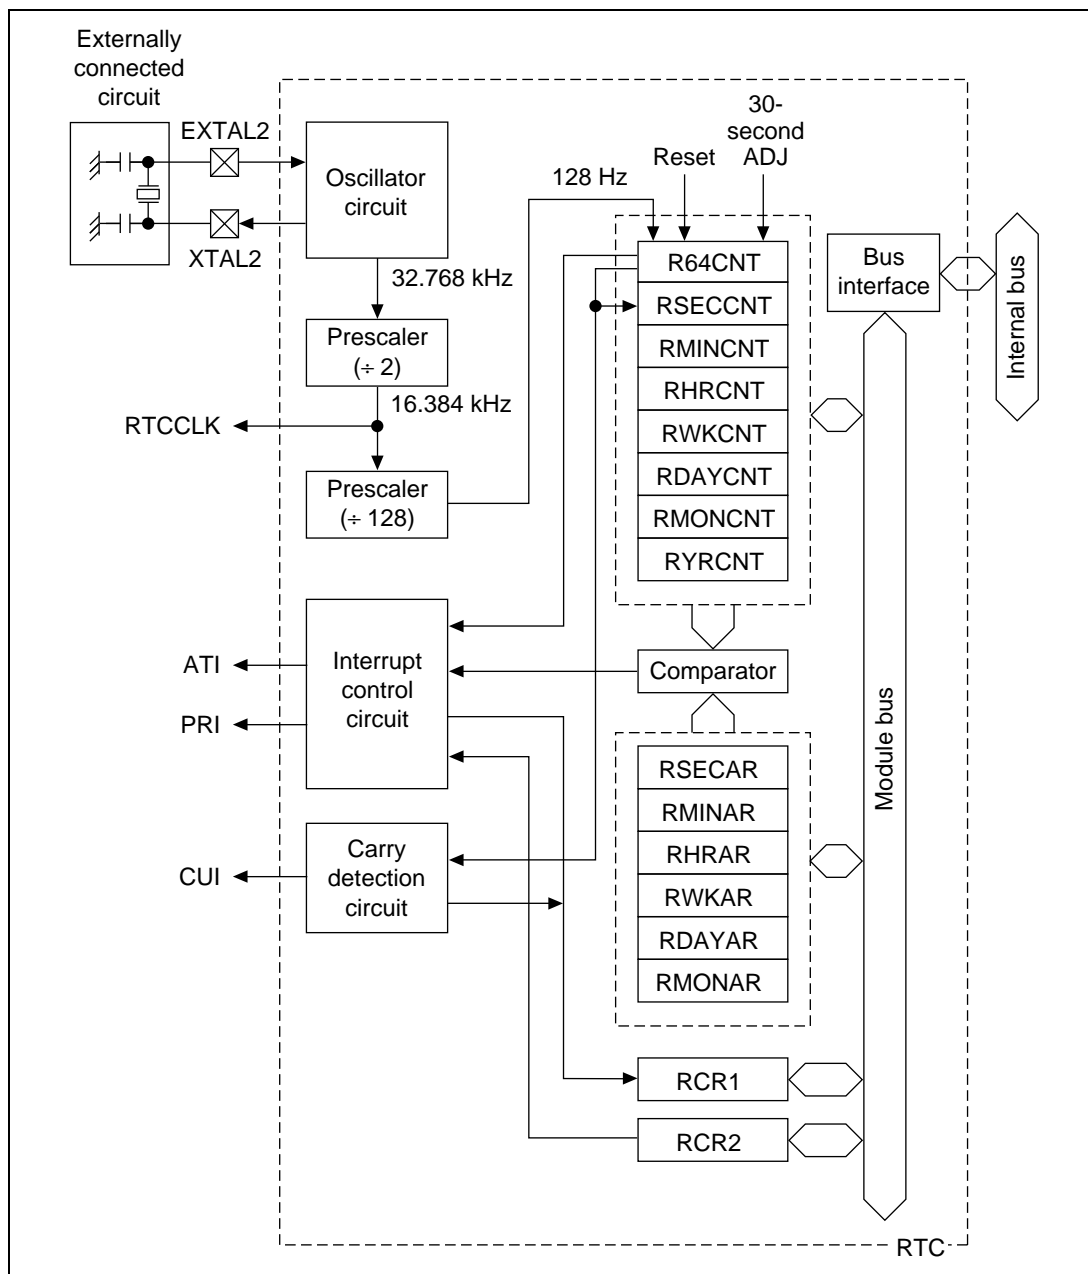 Externally
connected
circuit
EXTAL2
XTAL2
Oscillator
circuit
32.768 kHz
Prescaler
(÷ 2)
16.384 kHz
RTCCLK
Prescaler
(÷ 128)
128 Hz
Reset
30-
second
ADJ
R64CNT
RSECCNT
RMINCNT
RHRCNT
RWKCNT
RDAYCNT
RMONCNT
RYRCNT
Bus
interface
Internal bus
ATI
PRI
Interrupt
control
circuit
Comparator
Module bus
RSECAR
RMINAR
RHRAR
RWKAR
RDAYAR
RMONAR
CUI
Carry
detection
circuit
RCR1
RCR2
RTC